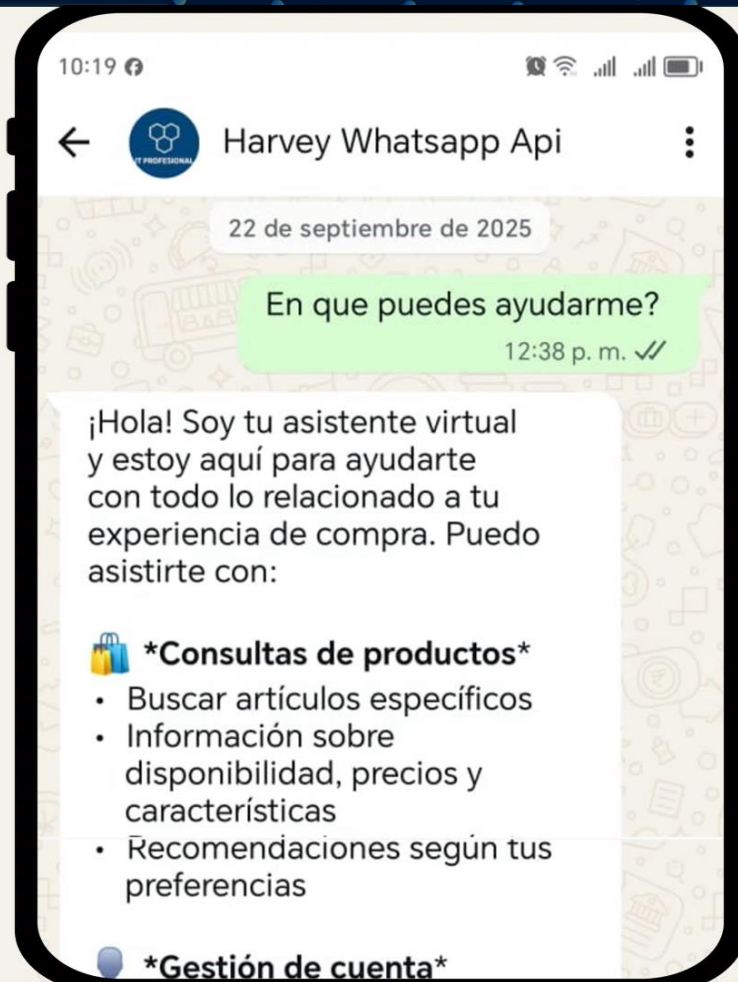 10:19
Harvey Whatsapp Api
IT PROFESIONAL
22 de septiembre de 2025
En que puedes ayudarme?
12:38 p. m.
¡Hola! Soy tu asistente virtual
y estoy aquí para ayudarte
con todo lo relacionado a tu
experiencia de compra. Puedo
asistirte con:
🛍️ *Consultas de productos*
• Buscar artículos específicos
• Información sobre
disponibilidad, precios y
características
• Recomendaciones según tus
preferencias
👤 *Gestión de cuenta*